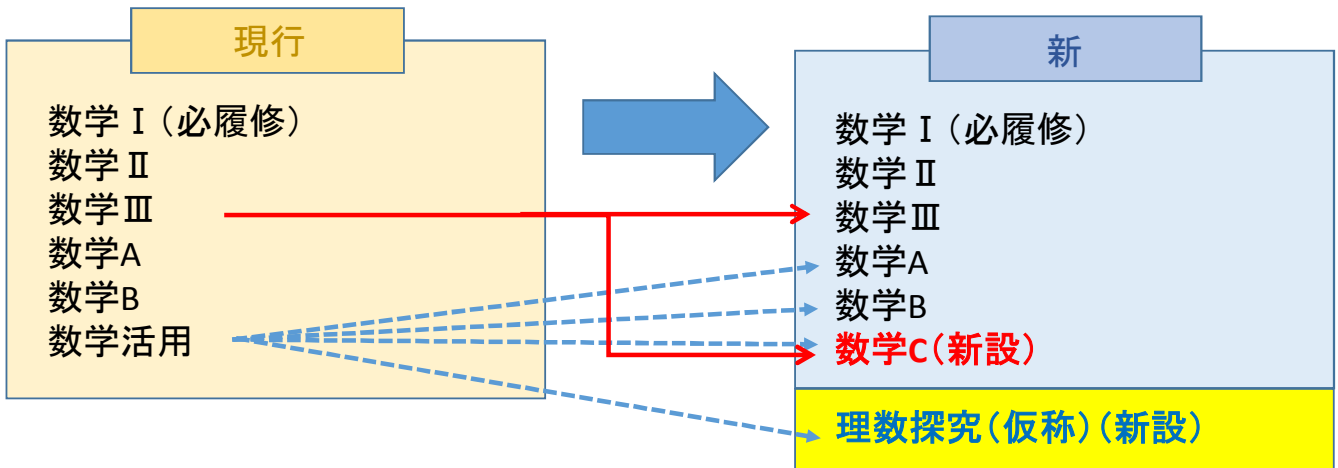 現行
数学Ⅰ（必履修）
数学Ⅱ
数学Ⅲ
数学A
数学B
数学活用
新
数学Ⅰ（必履修）
数学Ⅱ
数学Ⅲ
数学A
数学B
数学C（新設）
理数探究（仮称）（新設）